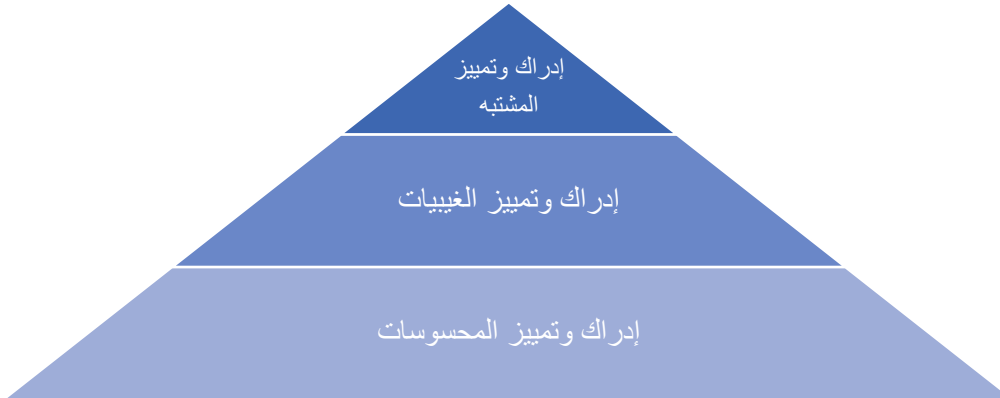 إدراك وتمييز
المشتبه
إدراك وتمييز الغيبيات
إدراك وتمييز المحسوسات